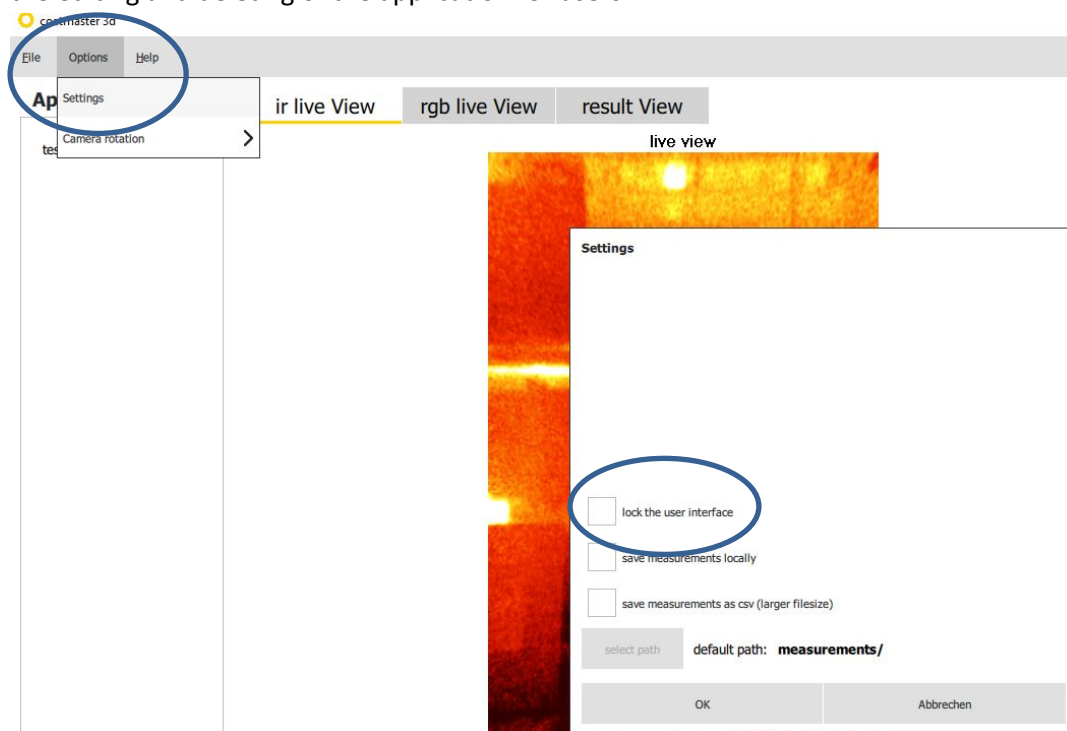 coatmaster 3d
File Options Help
Ap
Settings
ir live View rgb live View result View
Camera rotation
tes
live view
Settings
lock the user interface
save measurements locally
save measurements as csv (larger filesize)
select path default path: measurements/
OK Abbrechen